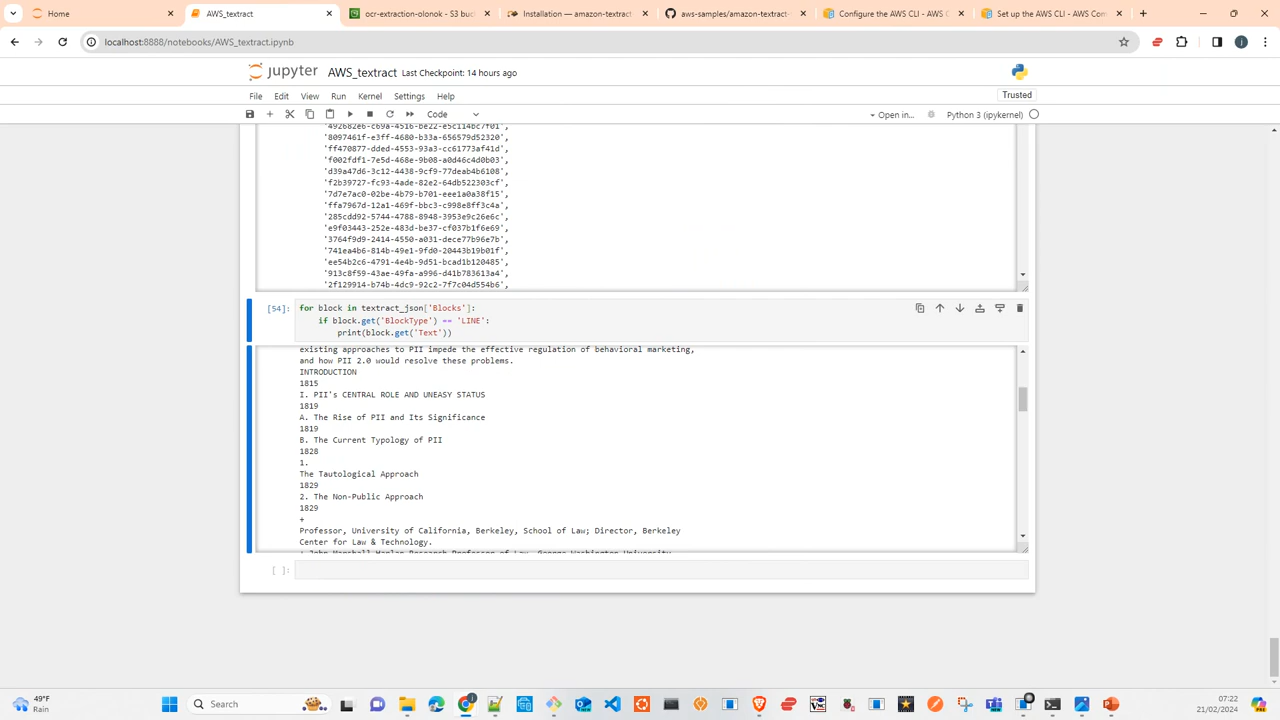 Home
AWS_textract
ocr-extraction-olonok - S3 buc
Installation — amazon-textract
aws-samples/amazon-textract-
Configure the AWS CLI - AWS C
Set up the AWS CLI - AWS Com
localhost:8888/notebooks/AWS_textract.ipynb
jupyter AWS_textract Last Checkpoint: 14 hours ago
File Edit View Run Kernel Settings Help
Trusted
Code
Open in...
Python 3 (ipykernel)
'492682e6-c69a-4516-be22-e5c114bc7f01',
'8097461f-e3ff-4680-b33a-656579d52320',
'ff470877-dded-4553-93a3-cc61773af41d',
'f002fdf1-7e5d-468e-9b08-a0d46c4d0b03',
'd39a47d6-3c12-4438-9cf9-77deab4b6108',
'f2b39727-fc93-4ade-82e2-64db522303cf',
'7d7e7ac0-02be-4b79-b701-eee1a0a38f15',
'ffa7967d-12a1-469f-bbc3-c998e8ff3c4a',
'285cdd92-5744-4788-8948-3953e9c26e6c',
'e9f03443-252e-483d-be37-cf037b1f6e69',
'3764f9d9-2414-4550-a031-dece77b96e7b',
'741ea4b6-814b-49e1-9fd0-20443b19b01f',
'ee54b2c6-4791-4e4b-9d51-bcad1b120485',
'913c8f59-43ae-49fa-a996-d41b783613a4',
'2f129914-b74b-4dc9-92c2-7f7c04d554b6',
[54]:
for block in textract_json['Blocks']:
if block.get('BlockType') == 'LINE':
print(block.get('Text'))
existing approaches to PII impede the effective regulation of behavioral marketing,
and how PII 2.0 would resolve these problems.
INTRODUCTION
1815
I. PII's CENTRAL ROLE AND UNEASY STATUS
1819
A. The Rise of PII and Its Significance
1819
B. The Current Typology of PII
1828
1.
The Tautological Approach
1829
2. The Non-Public Approach
1829
+
Professor, University of California, Berkeley, School of Law; Director, Berkeley
Center for Law & Technology.
[ ]:
49°F
Rain
Search
07:22
21/02/2024